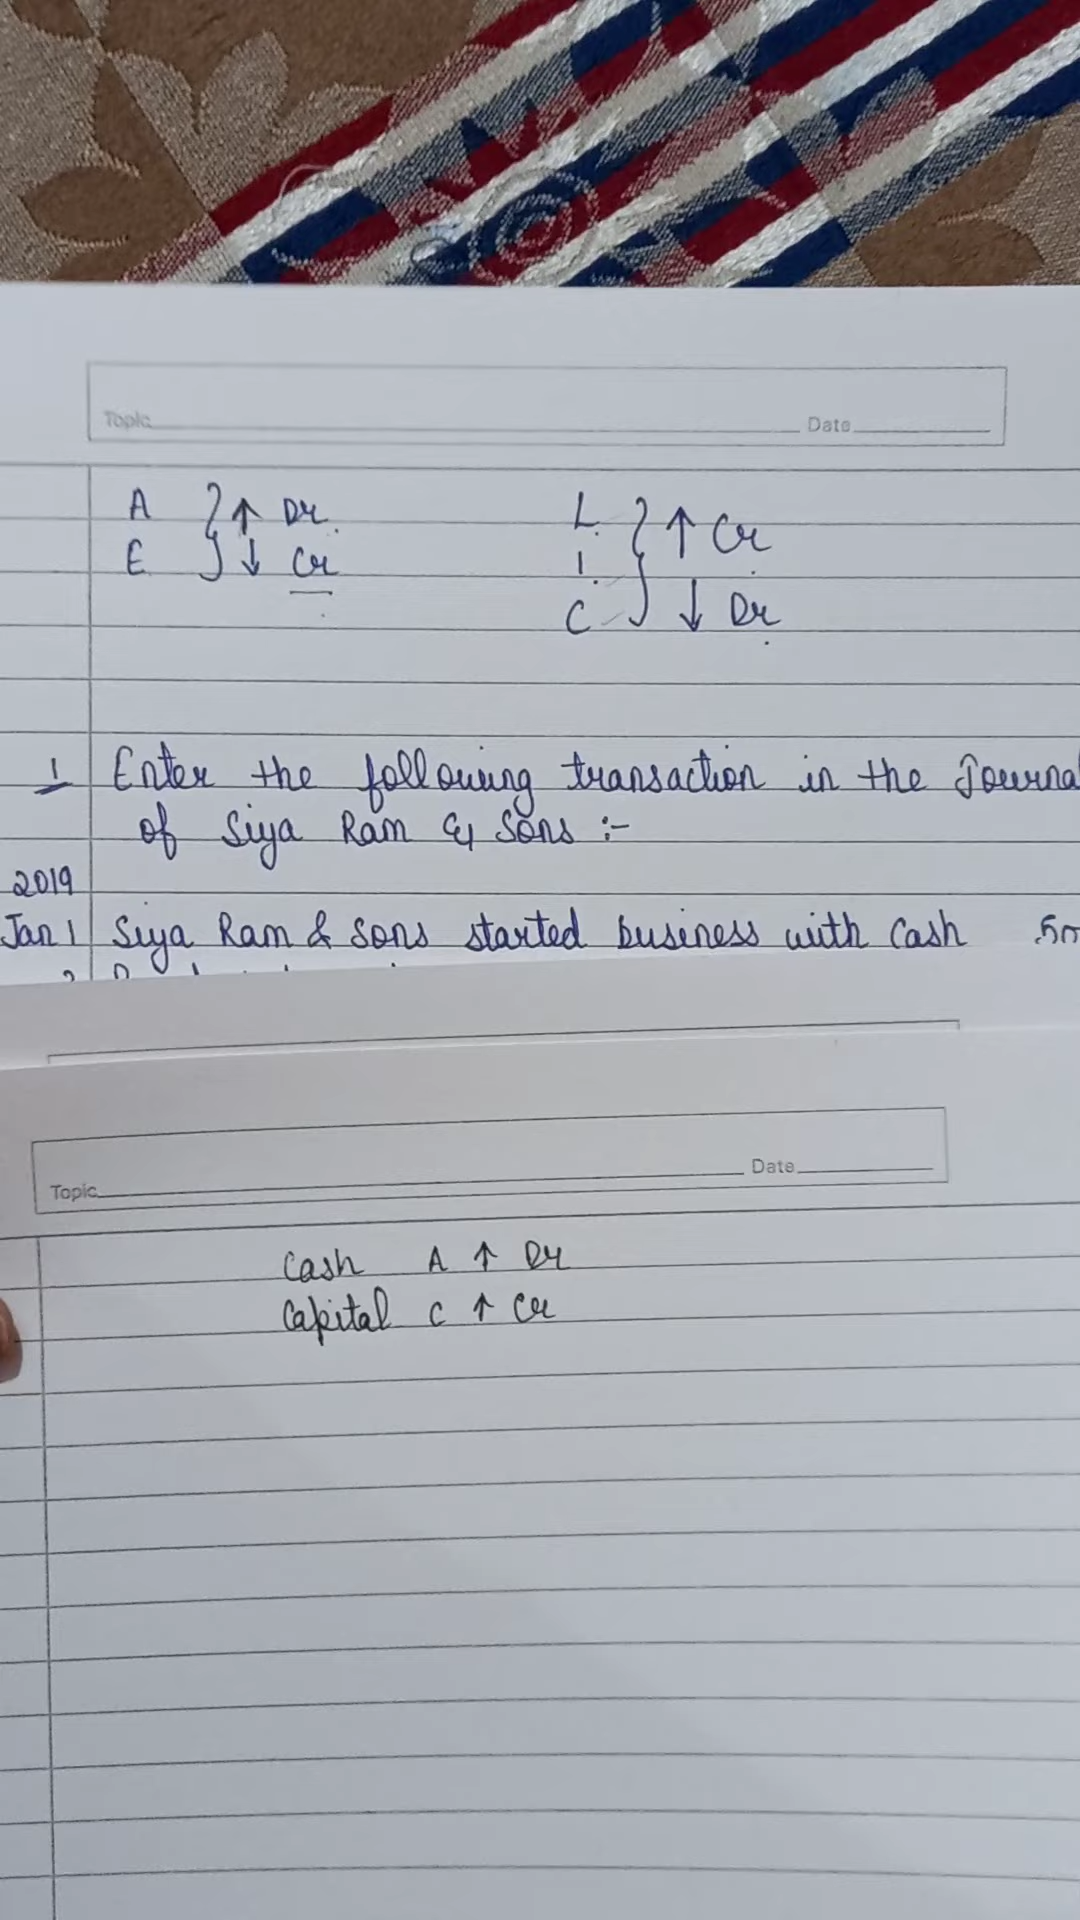 Topic Date
A ↑ Dr.
E ↓ Cr
L. ↑ Cr
I.
C ↓ Dr
1 Enter the following transaction in the Journa
of Siya Ram & Sons :-
2019
Jan 1 Siya Ram & Sons started business with Cash
Topic Date
Cash A ↑ Dr
Capital C ↑ Cr